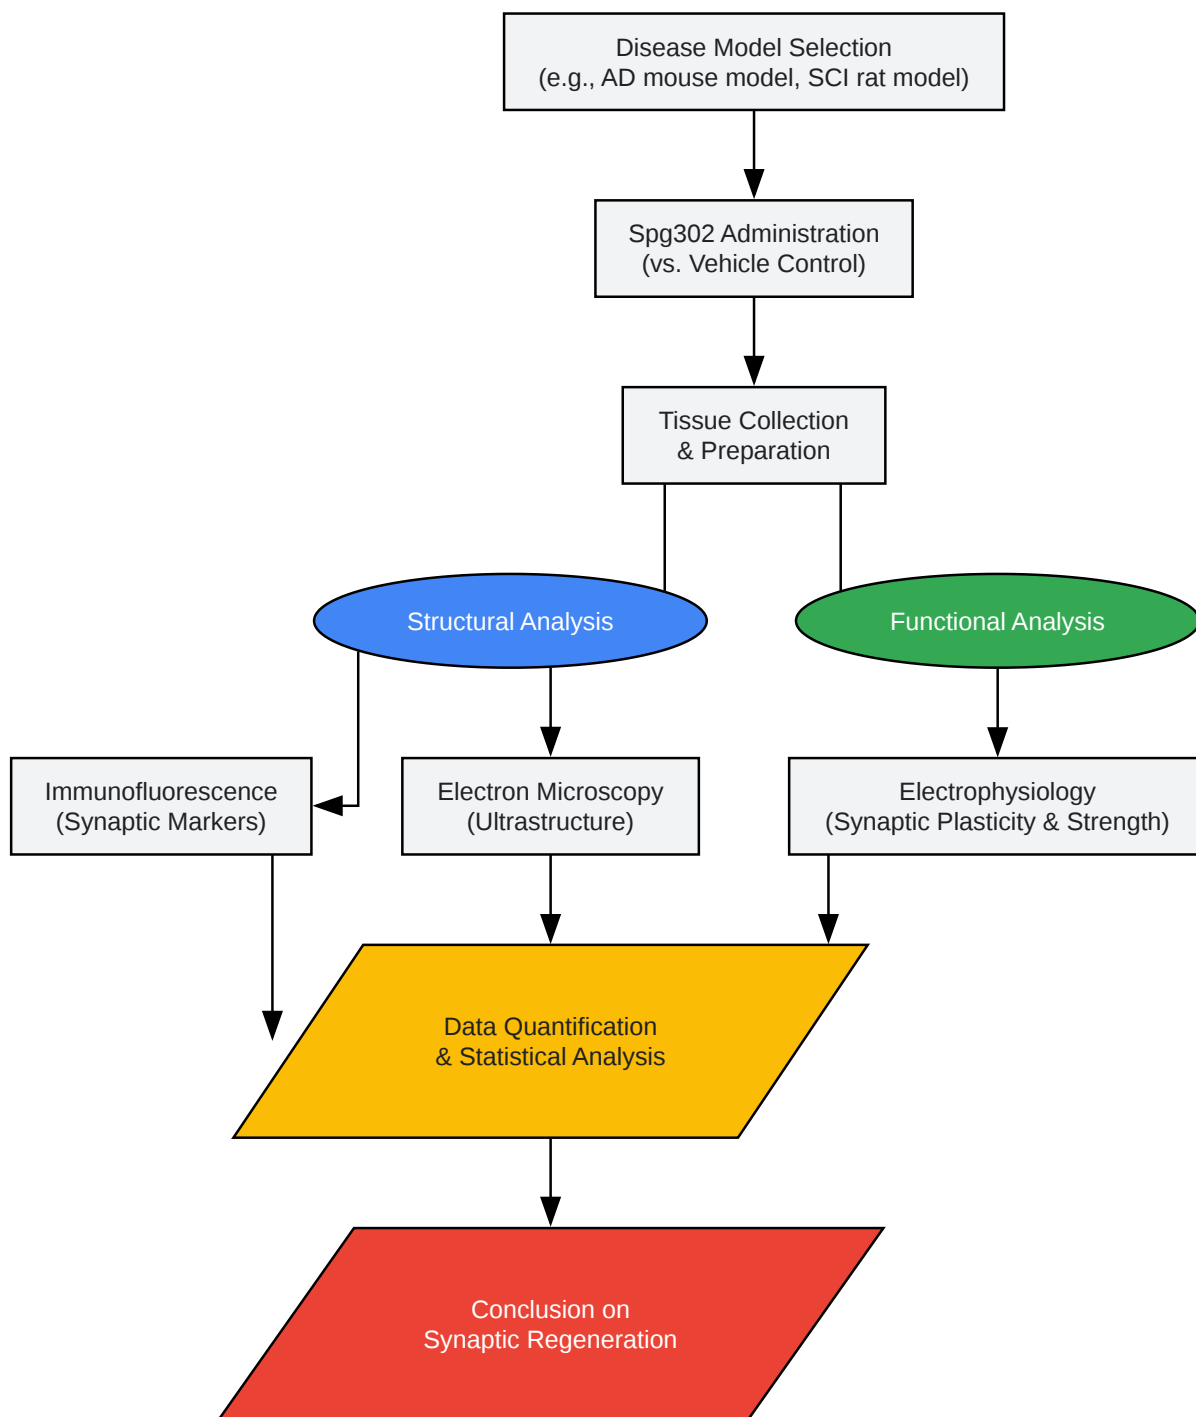 Disease Model Selection
(e.g., AD mouse model, SCI rat model)
Spg302 Administration
(vs. Vehicle Control)
Tissue Collection
& Preparation
Structural Analysis
Functional Analysis
Immunofluorescence
(Synaptic Markers)
Electron Microscopy
(Ultrastructure)
Electrophysiology
(Synaptic Plasticity & Strength)
Data Quantification
& Statistical Analysis
Conclusion on
Synaptic Regeneration